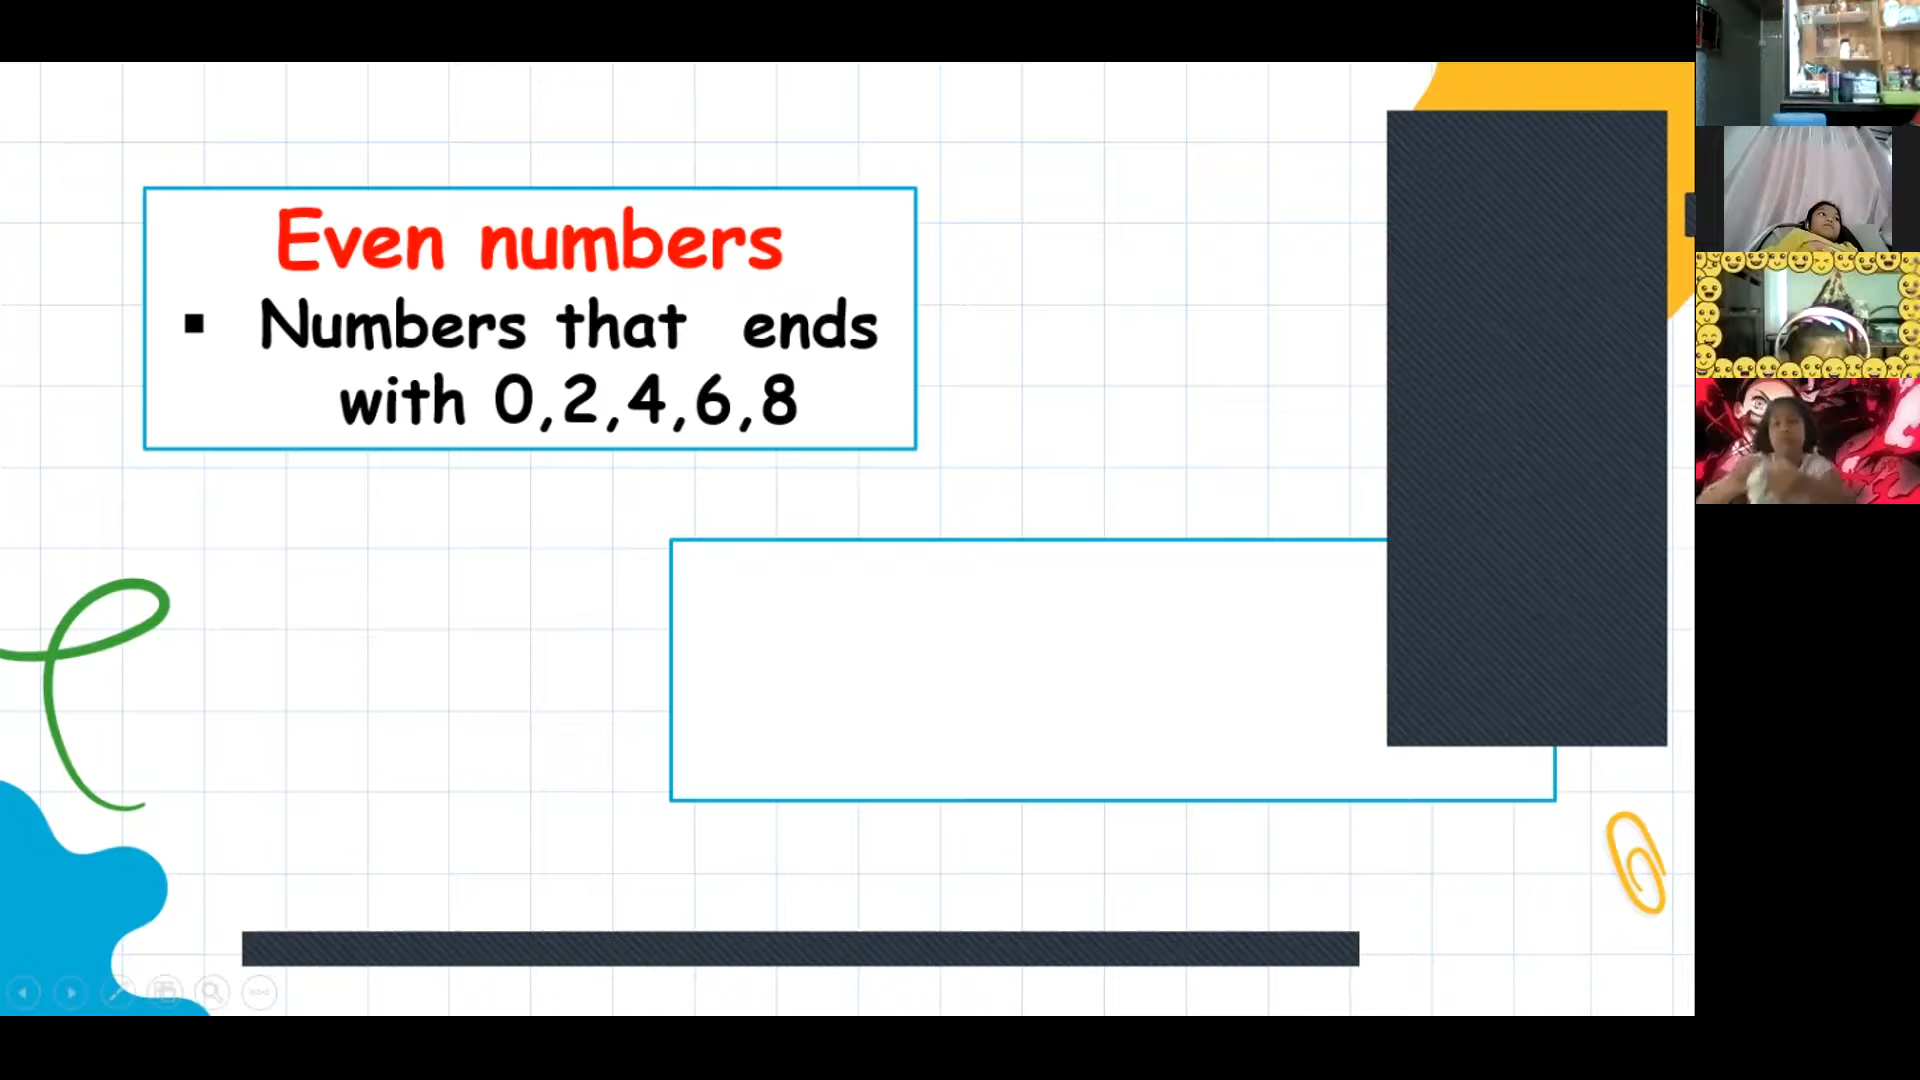 Even numbers
▪ Numbers that ends
with 0,2,4,6,8